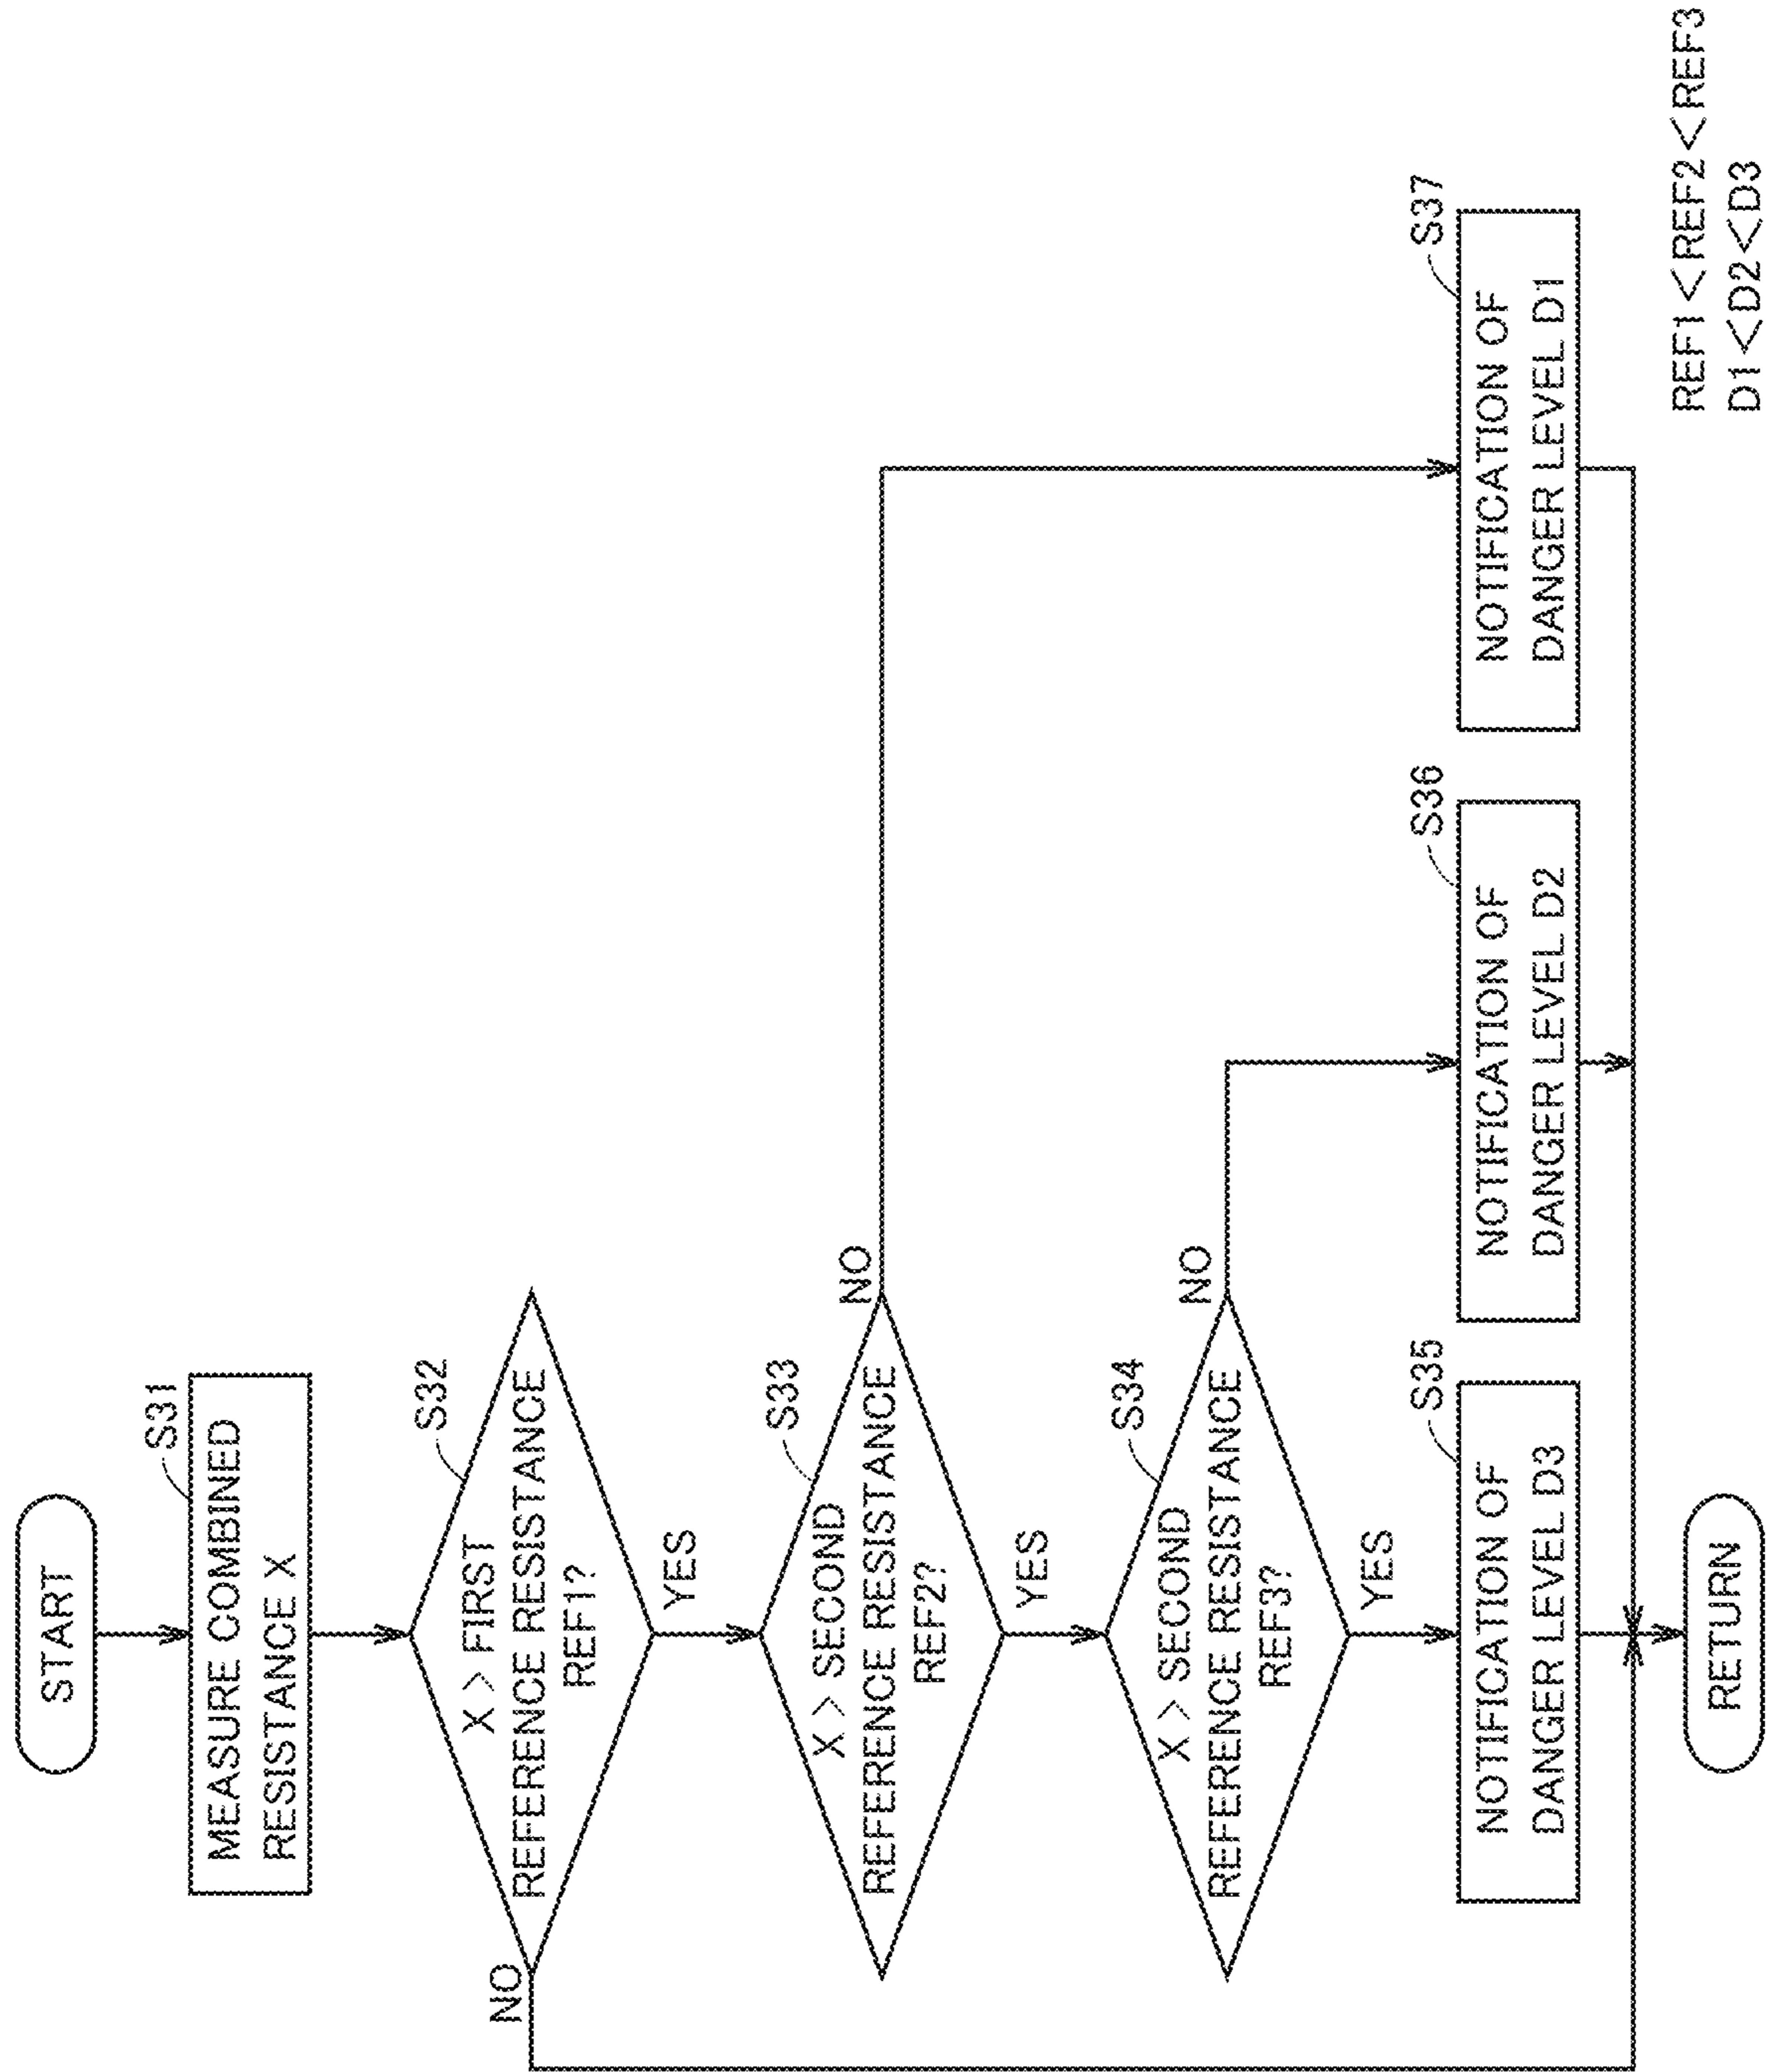 START
S31
MEASURE COMBINED
RESISTANCE X
S32
X > FIRST
REFERENCE RESISTANCE
REF1?
NO
YES
S33
X > SECOND
REFERENCE RESISTANCE
REF2?
NO
YES
S34
X > SECOND
REFERENCE RESISTANCE
REF3?
NO
YES
S35
NOTIFICATION OF
DANGER LEVEL D3
S36
NOTIFICATION OF
DANGER LEVEL D2
S37
NOTIFICATION OF
DANGER LEVEL D1
RETURN
REF1<REF2<REF3
D1<D2<D3